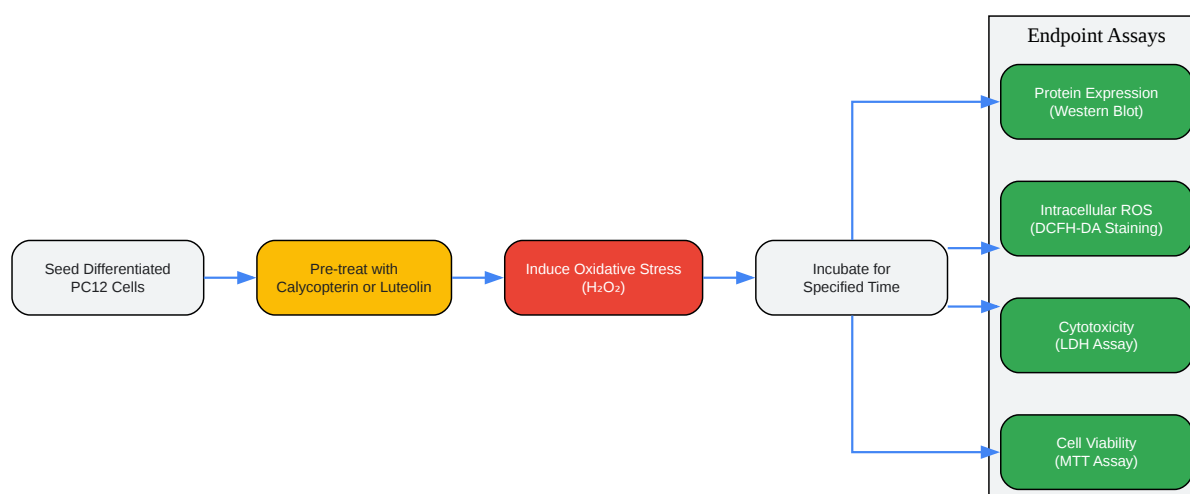 Endpoint Assays
Protein Expression
(Western Blot)
Intracellular ROS
(DCFH-DA Staining)
Seed Differentiated
PC12 Cells
Pre-treat with
Calycopterin or Luteolin
Induce Oxidative Stress
(H₂O₂)
Incubate for
Specified Time
Cytotoxicity
(LDH Assay)
Cell Viability
(MTT Assay)